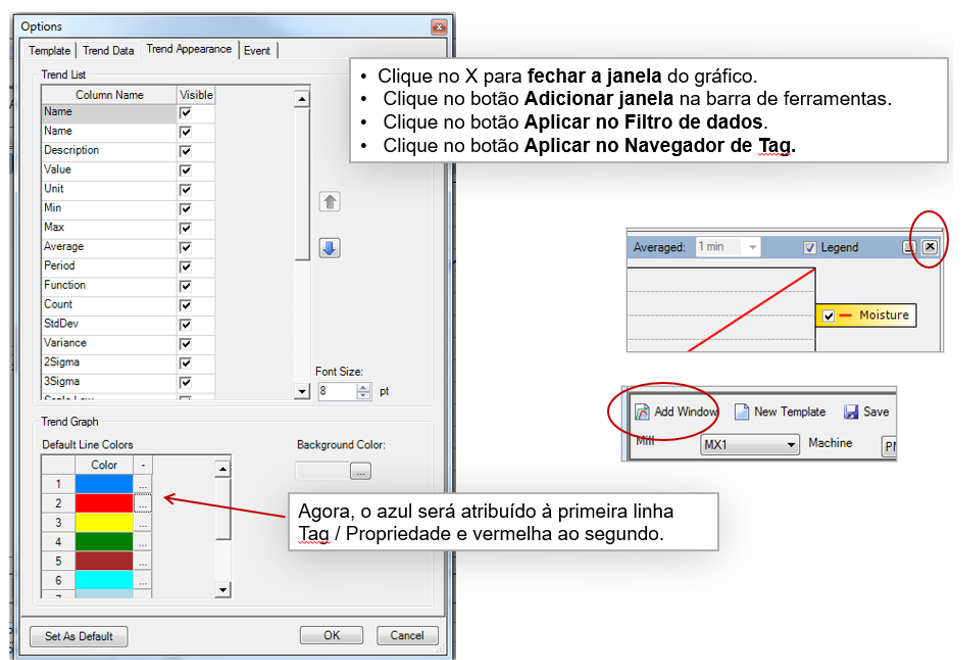 Options
Template
Trend Data
Trend Appearance
Event
Trend List
Column Name
Visible
Name
Name
Description
Value
Unit
Min
Max
Average
Period
Function
Count
StdDev
Variance
2Sigma
3Sigma
Font Size:
8
pt
Trend Graph
Default Line Colors
Background Color:
Color
-
...
1
...
2
...
3
...
4
...
5
...
6
...
Set As Default
OK
Cancel
• Clique no X para fechar a janela do gráfico.
• Clique no botão Adicionar janela na barra de ferramentas.
• Clique no botão Aplicar no Filtro de dados.
• Clique no botão Aplicar no Navegador de Tag.
Averaged:
1 min
Legend
Moisture
Add Window
New Template
Save
Mill
MX1
Machine
Agora, o azul será atribuído à primeira linha
Tag / Propriedade e vermelha ao segundo.